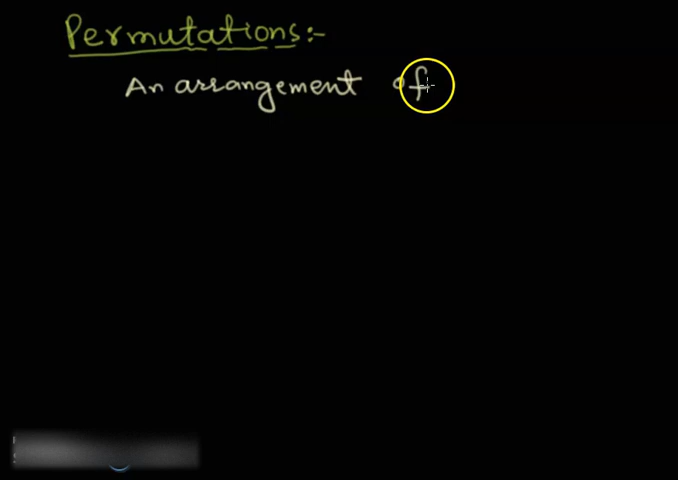 Permutations:-
An arrangement of